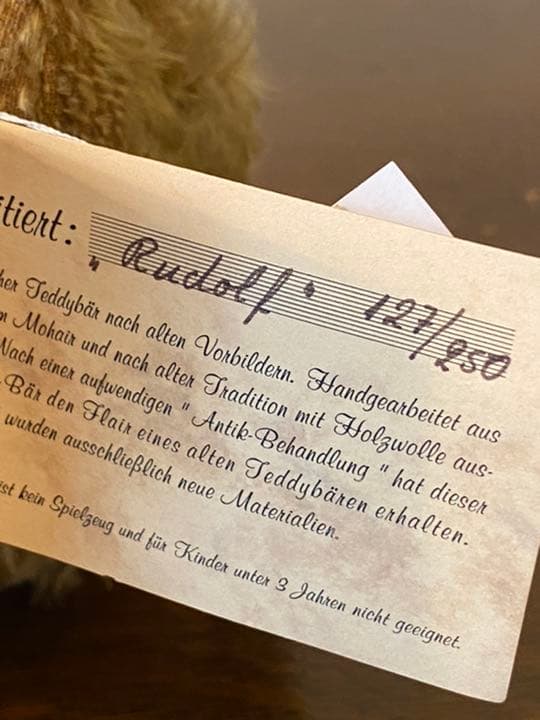 tiert: „ Rudolf “ 127/250
her Teddybär nach alten Vorbildern. Handgearbeitet aus
n Mohair und nach alter Tradition mit Holzwolle aus-
Nach einer aufwendigen " Antik-Behandlung " hat dieser
Bär den Flair eines alten Teddybären erhalten.
wurden ausschließlich neue Materialien.
ist kein Spielzeug und für Kinder unter 3 Jahren nicht geeignet.